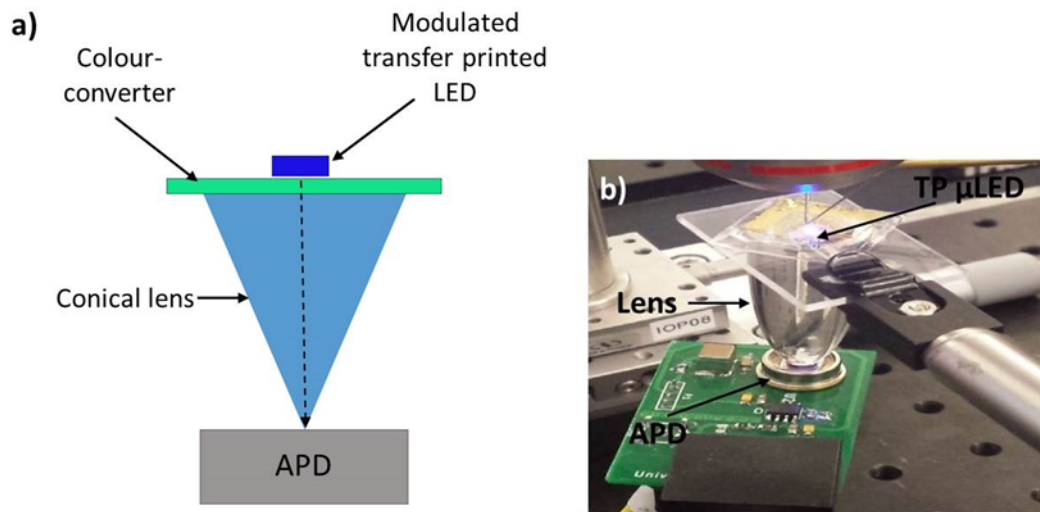 a)
Colour-
converter
Modulated
transfer printed
LED
Conical lens
APD
b)
TP μLED
Lens
IOP08
APD
Univ